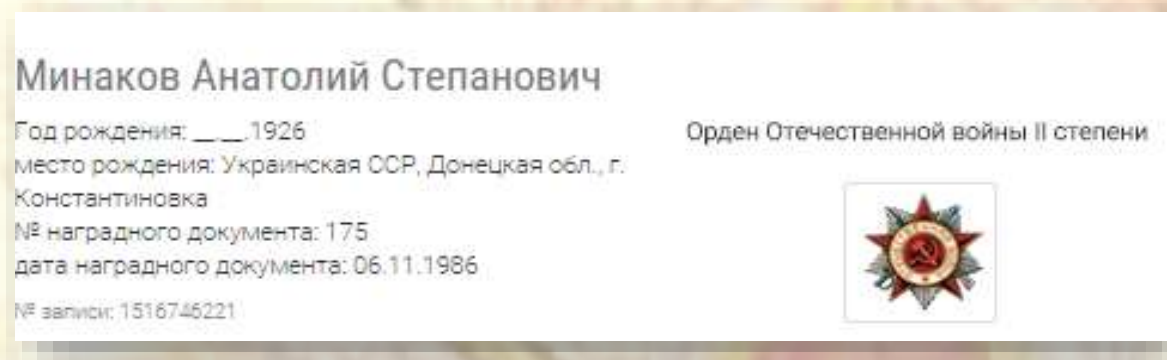 Минаков Анатолий Степанович
Год рождения: __.__.1926
Орден Отечественной войны II степени
место рождения: Украинская ССР, Донецкая обл., г.
Константиновка
№ наградного документа: 175
дата наградного документа: 06.11.1986
№ записи: 1516746221